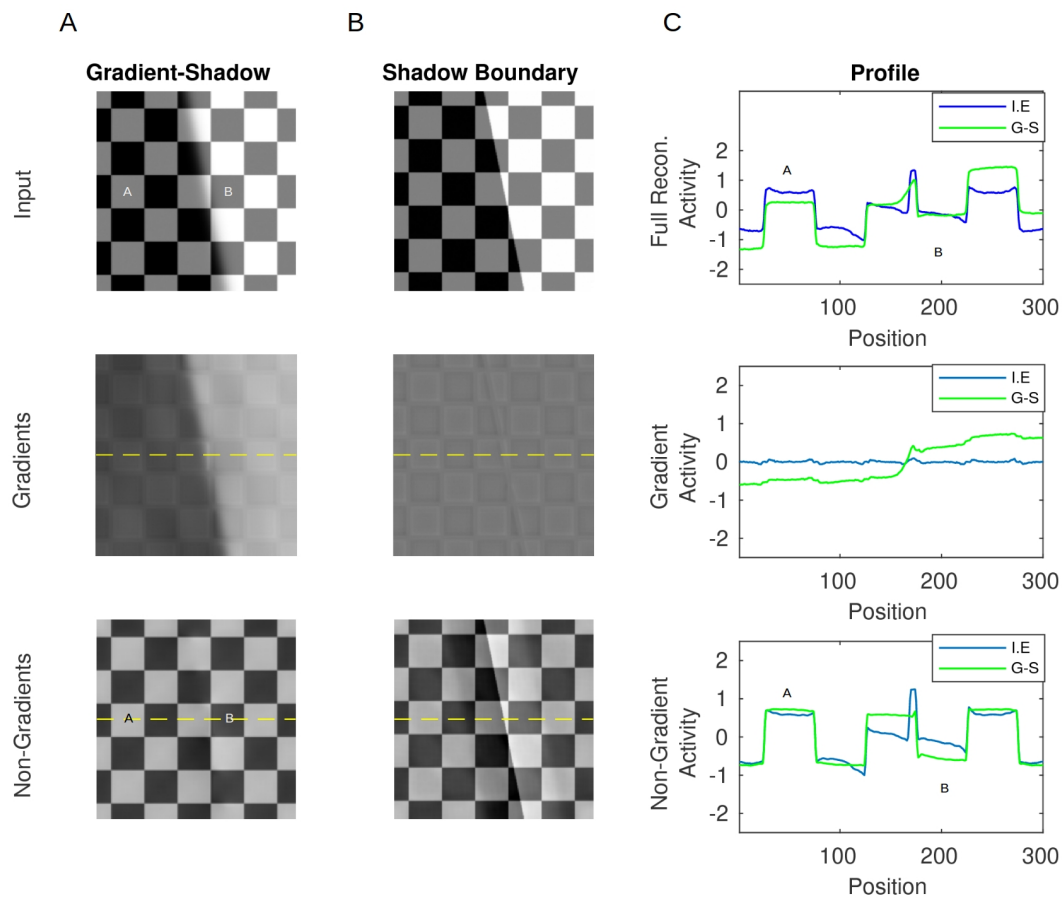 A
B
C
Gradient-Shadow
Shadow Boundary
Profile
Input
A
B
Full Recon.
Activity
2
1
0
-1
-2
I.E
G-S
A
B
100
200
300
Position
Gradients
Gradient
Activity
2
1
0
-1
-2
I.E
G-S
100
200
300
Position
Non-Gradients
A
B
Non-Gradient
Activity
2
1
0
-1
-2
I.E
G-S
A
B
100
200
300
Position